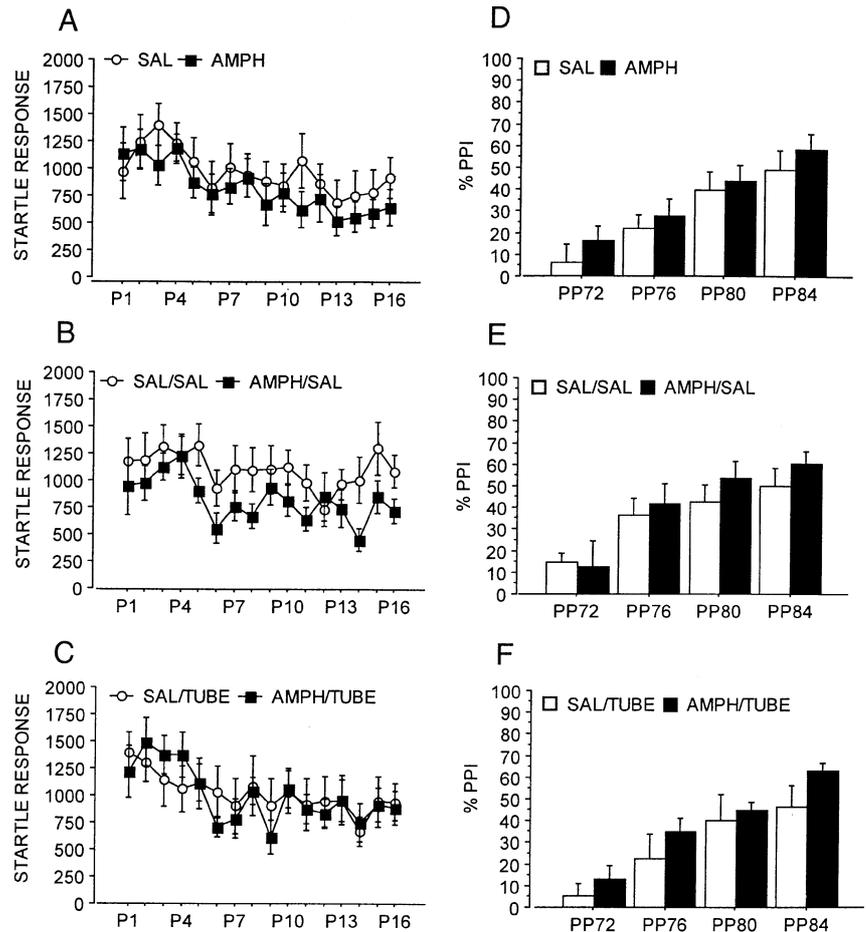 A
SAL AMPH
STARTLE RESPONSE
2000
1750
1500
1250
1000
750
500
250
0
P1 P4 P7 P10 P13 P16
D
SAL AMPH
% PPI
100
90
80
70
60
50
40
30
20
10
0
PP72 PP76 PP80 PP84
B
SAL/SAL AMPH/SAL
STARTLE RESPONSE
2000
1750
1500
1250
1000
750
500
250
0
P1 P4 P7 P10 P13 P16
E
SAL/SAL AMPH/SAL
% PPI
100
90
80
70
60
50
40
30
20
10
0
PP72 PP76 PP80 PP84
C
SAL/TUBE AMPH/TUBE
STARTLE RESPONSE
2000
1750
1500
1250
1000
750
500
250
0
P1 P4 P7 P10 P13 P16
F
SAL/TUBE AMPH/TUBE
% PPI
100
90
80
70
60
50
40
30
20
10
0
PP72 PP76 PP80 PP84